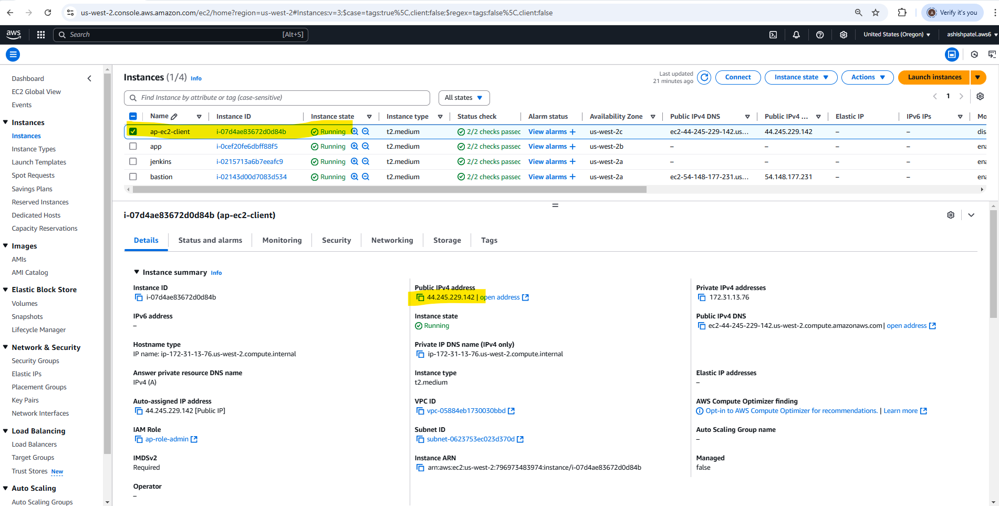 us-west-2.console.aws.amazon.com/ec2/home?region=us-west-2#Instances:v=3;$case=tags:true%5C,client:false;$regex=tags:false%5C,client:false
Verify it's you
aws
Search
[Alt+S]
United States (Oregon)
ashishpatel.aws6
Dashboard
EC2 Global View
Events
Instances
Instances
Instance Types
Launch Templates
Spot Requests
Savings Plans
Reserved Instances
Dedicated Hosts
Capacity Reservations
Images
AMIs
AMI Catalog
Elastic Block Store
Volumes
Snapshots
Lifecycle Manager
Network & Security
Security Groups
Elastic IPs
Placement Groups
Key Pairs
Network Interfaces
Load Balancing
Load Balancers
Target Groups
Trust Stores New
Auto Scaling
Auto Scaling Groups
Instances (1/4) Info
Last updated
21 minutes ago
Connect
Instance state
Actions
Launch instances
Find Instance by attribute or tag (case-sensitive)
All states
1
Name Instance ID Instance state Instance type Status check Alarm status Availability Zone Public IPv4 DNS Public IPv4 ... Elastic IP IPv6 IPs Mo
ap-ec2-client i-07d4ae83672d0d84b Running t2.medium 2/2 checks passec View alarms + us-west-2c ec2-44-245-229-142.us... 44.245.229.142 – – dis
app i-0cef20fe6dbff88f5 Running t2.medium 2/2 checks passec View alarms + us-west-2b – – – – ena
jenkins i-0215713a6b7eeafc9 Running t2.medium 2/2 checks passec View alarms + us-west-2a – – – – ena
bastion i-02143d00d7083d534 Running t2.medium 2/2 checks passec View alarms + us-west-2a ec2-54-148-177-231.us... 54.148.177.231 – – ena
i-07d4ae83672d0d84b (ap-ec2-client)
Details
Status and alarms
Monitoring
Security
Networking
Storage
Tags
Instance summary Info
Instance ID
i-07d4ae83672d0d84b
Public IPv4 address
44.245.229.142 | open address
Private IPv4 addresses
172.31.13.76
IPv6 address
–
Instance state
Running
Public IPv4 DNS
ec2-44-245-229-142.us-west-2.compute.amazonaws.com | open address
Hostname type
IP name: ip-172-31-13-76.us-west-2.compute.internal
Private IP DNS name (IPv4 only)
ip-172-31-13-76.us-west-2.compute.internal
Answer private resource DNS name
IPv4 (A)
Instance type
t2.medium
Elastic IP addresses
–
Auto-assigned IP address
44.245.229.142 [Public IP]
VPC ID
vpc-05884eb1730030bbd
AWS Compute Optimizer finding
Opt-in to AWS Compute Optimizer for recommendations. | Learn more
IAM Role
ap-role-admin
Subnet ID
subnet-0623753ec023d370d
Auto Scaling Group name
–
IMDSv2
Required
Instance ARN
arn:aws:ec2:us-west-2:796973483974:instance/i-07d4ae83672d0d84b
Managed
false
Operator
–